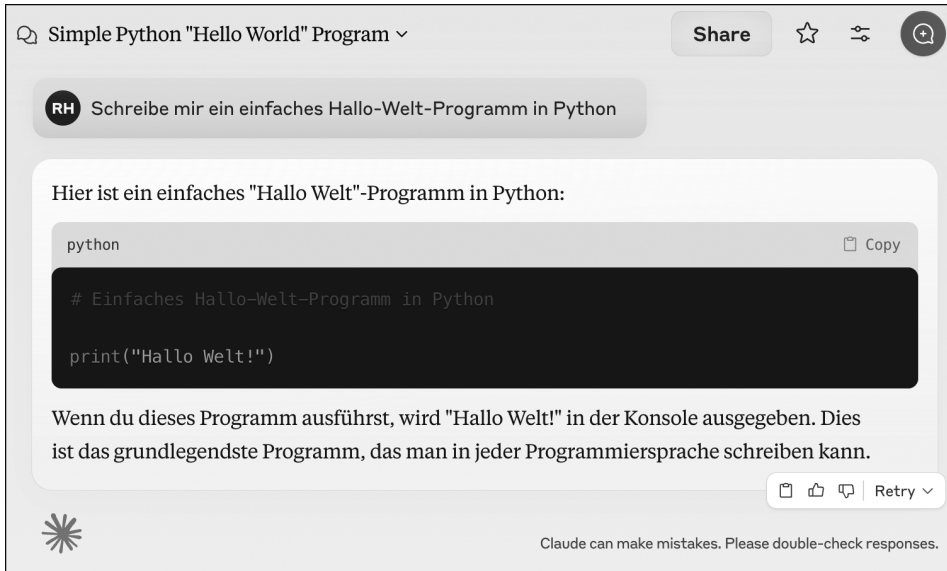 Simple Python "Hello World" Program
Share
RH Schreibe mir ein einfaches Hallo-Welt-Programm in Python
Hier ist ein einfaches "Hallo Welt"-Programm in Python:
python
Copy
# Einfaches Hallo-Welt-Programm in Python
print("Hallo Welt!")
Wenn du dieses Programm ausführst, wird "Hallo Welt!" in der Konsole ausgegeben. Dies
ist das grundlegendste Programm, das man in jeder Programmiersprache schreiben kann.
Retry
Claude can make mistakes. Please double-check responses.